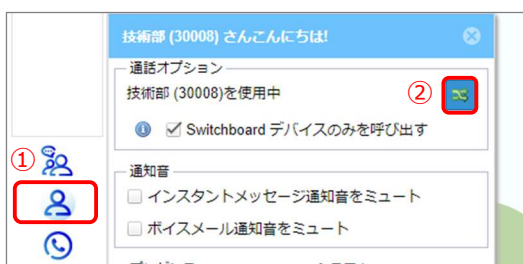 技術部 (30008) さんこんにちは!
通話オプション
技術部 (30008)を使用中
②
Switchboard デバイスのみを呼び出す
①
通知音
インスタントメッセージ通知音をミュート
ボイスメール通知音をミュート